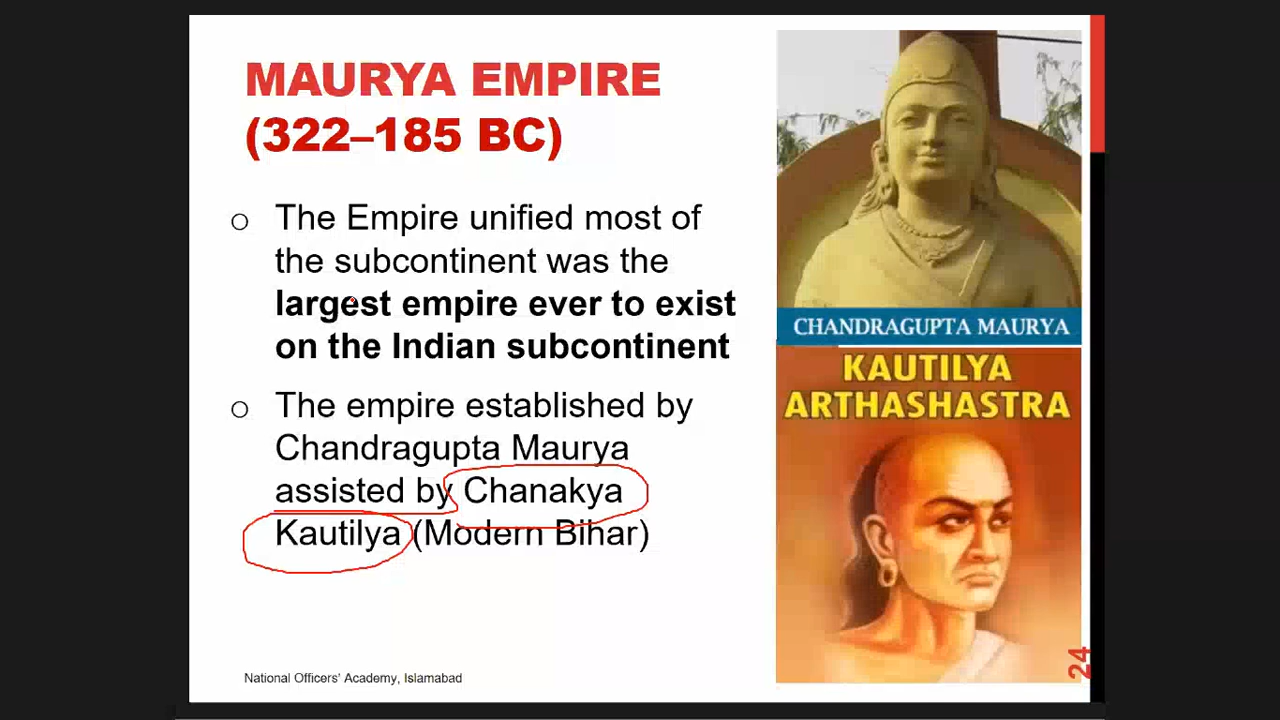 MAURYA EMPIRE
(322–185 BC)
o The Empire unified most of
the subcontinent was the
largest empire ever to exist
on the Indian subcontinent
o The empire established by
Chandragupta Maurya
assisted by Chanakya
Kautilya (Modern Bihar)
National Officers' Academy, Islamabad
CHANDRAGUPTA MAURYA
KAUTILYA
ARTHASHASTRA
24